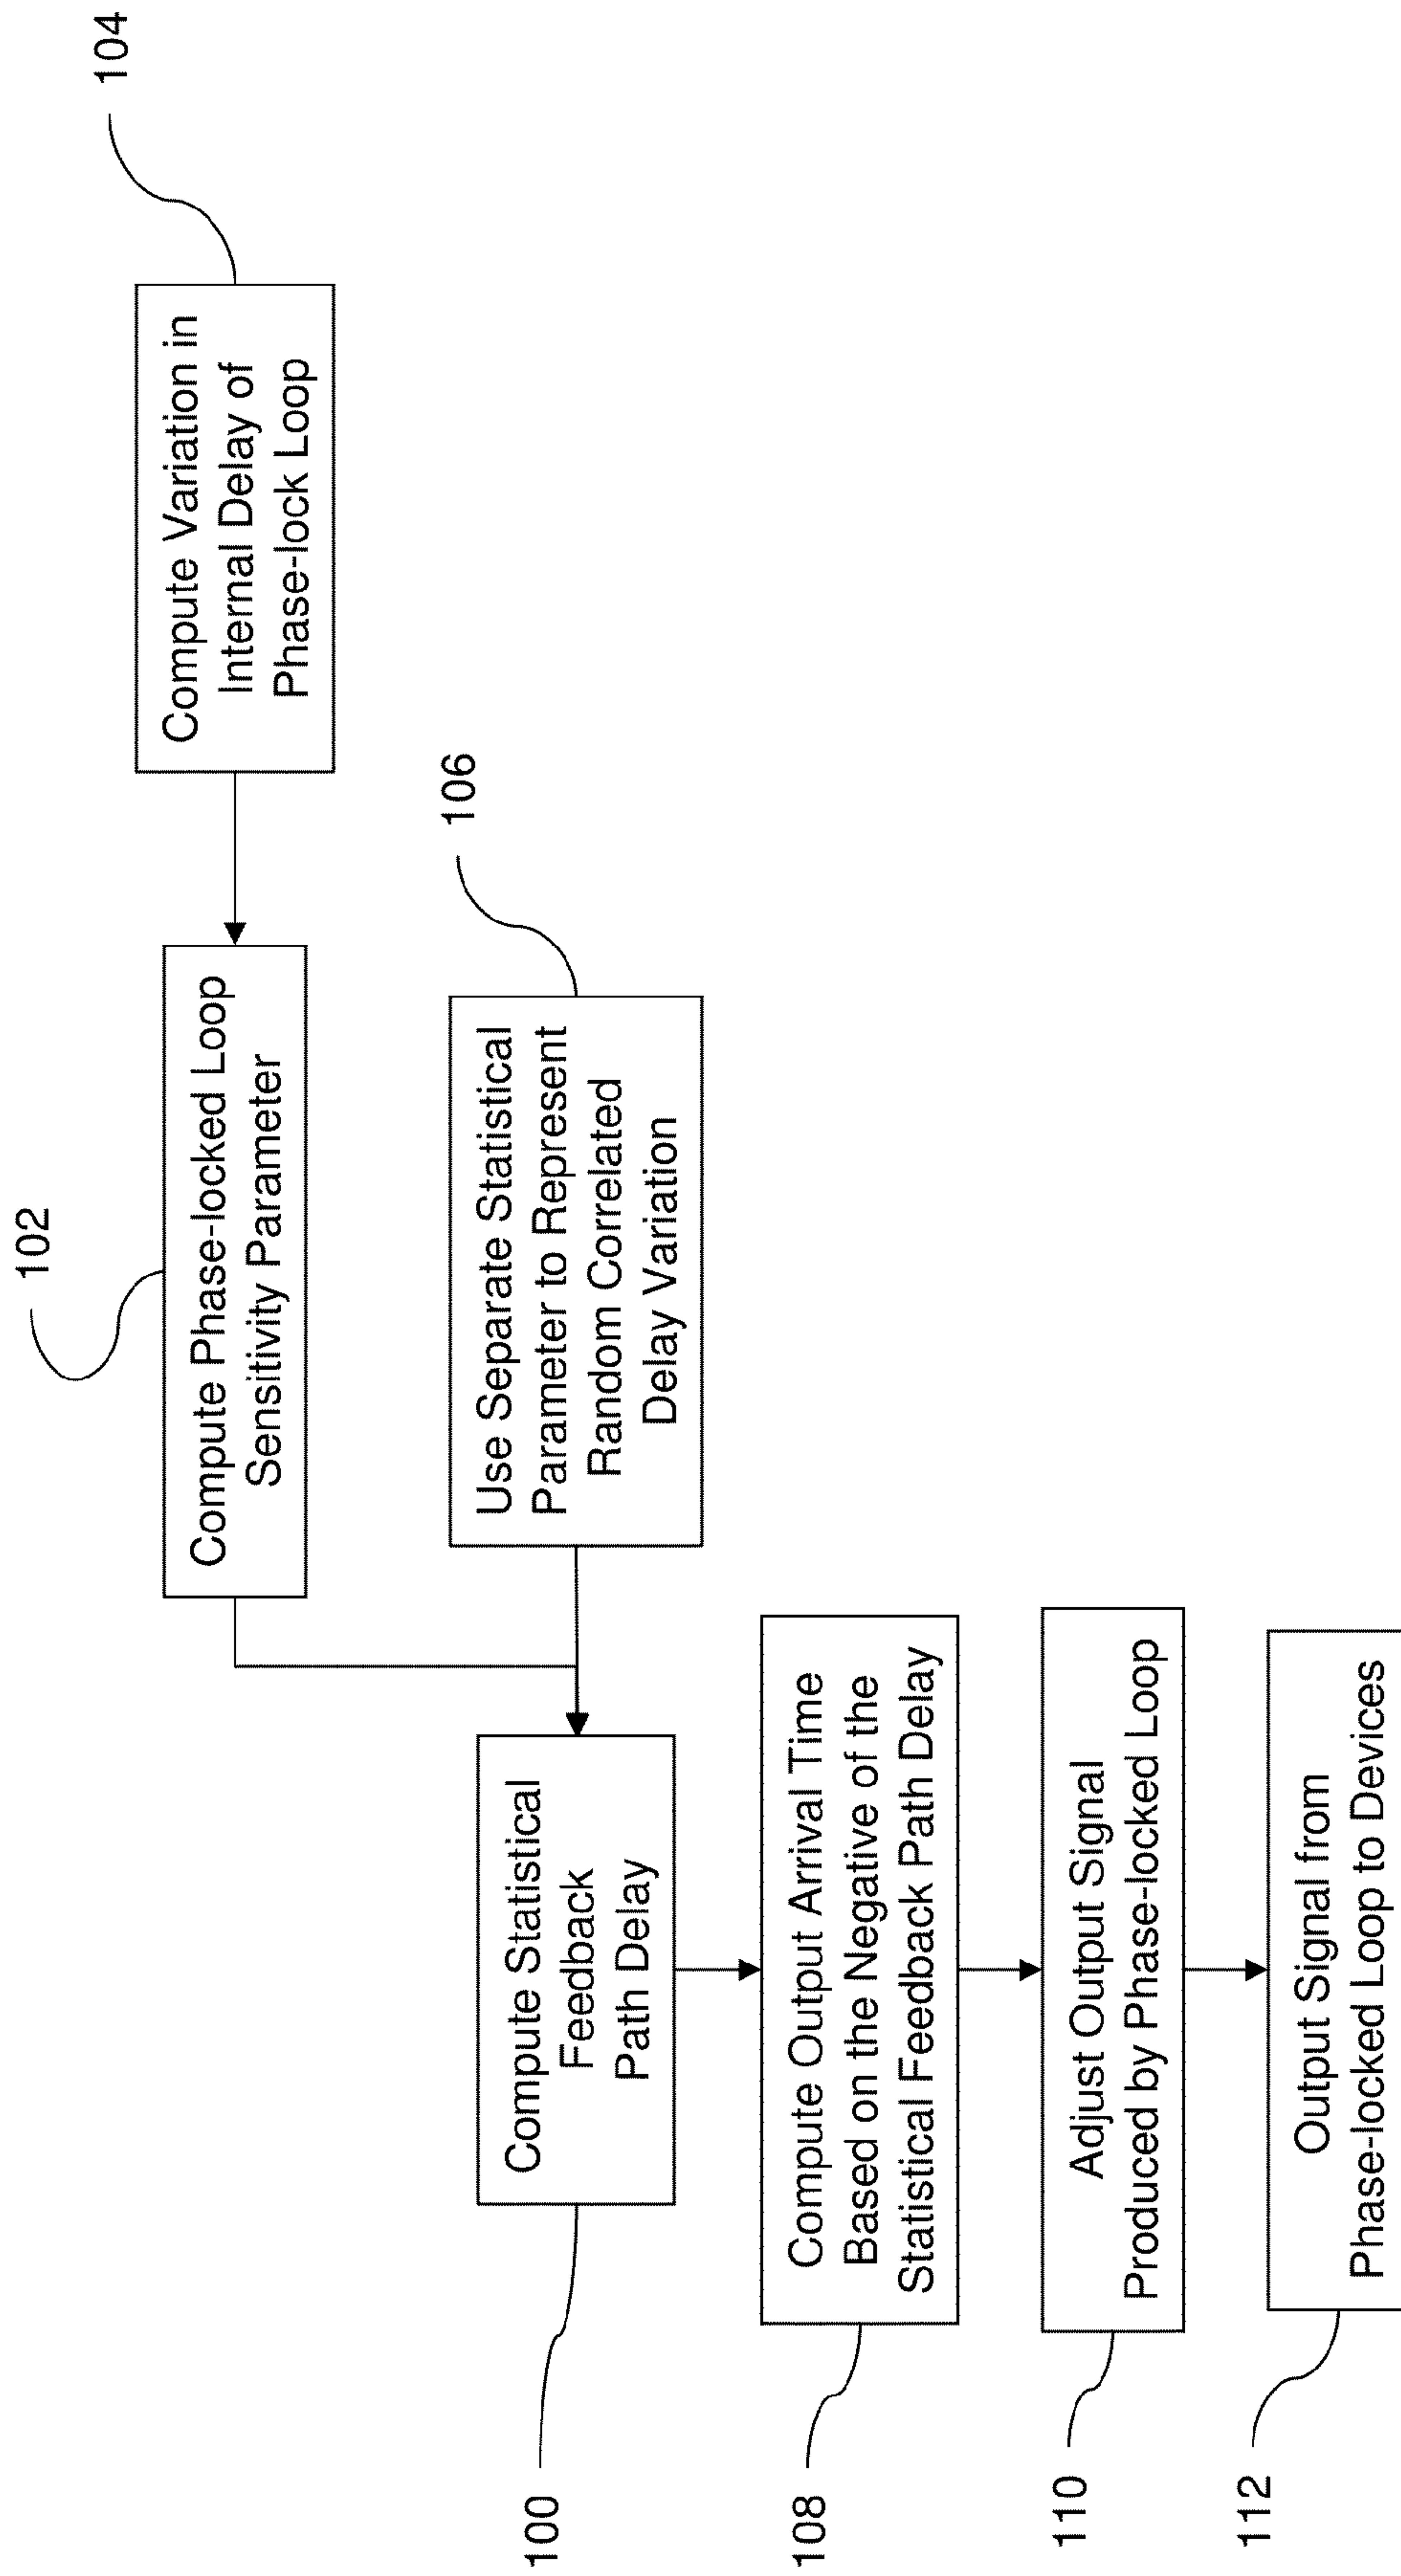 104
Compute Variation in
Internal Delay of
Phase-lock Loop
102
Compute Phase-locked Loop
Sensitivity Parameter
106
Use Separate Statistical
Parameter to Represent
Random Correlated
Delay Variation
100
Compute Statistical
Feedback
Path Delay
108
Compute Output Arrival Time
Based on the Negative of the
Statistical Feedback Path Delay
110
Adjust Output Signal
Produced by Phase-locked Loop
112
Output Signal from
Phase-locked Loop to Devices